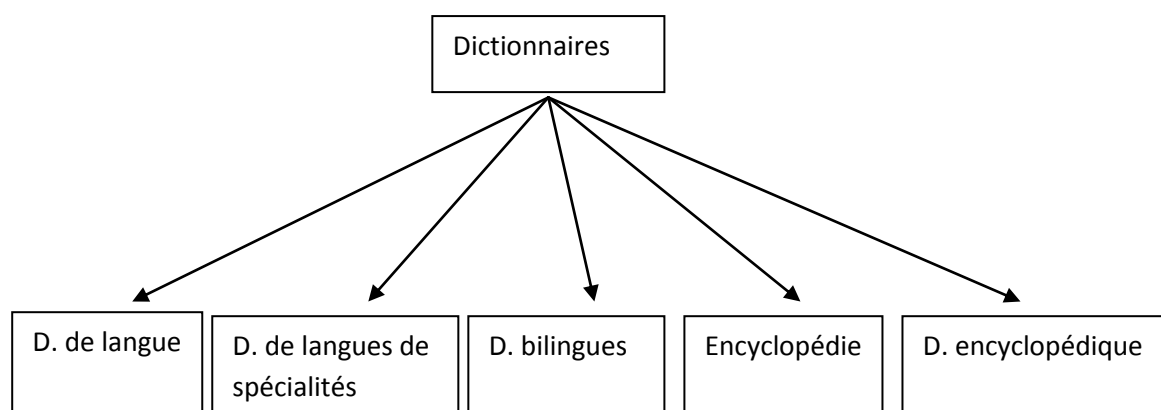 Dictionnaires
D. de langue
D. de langues de
spécialités
D. bilingues
Encyclopédie
D. encyclopédique